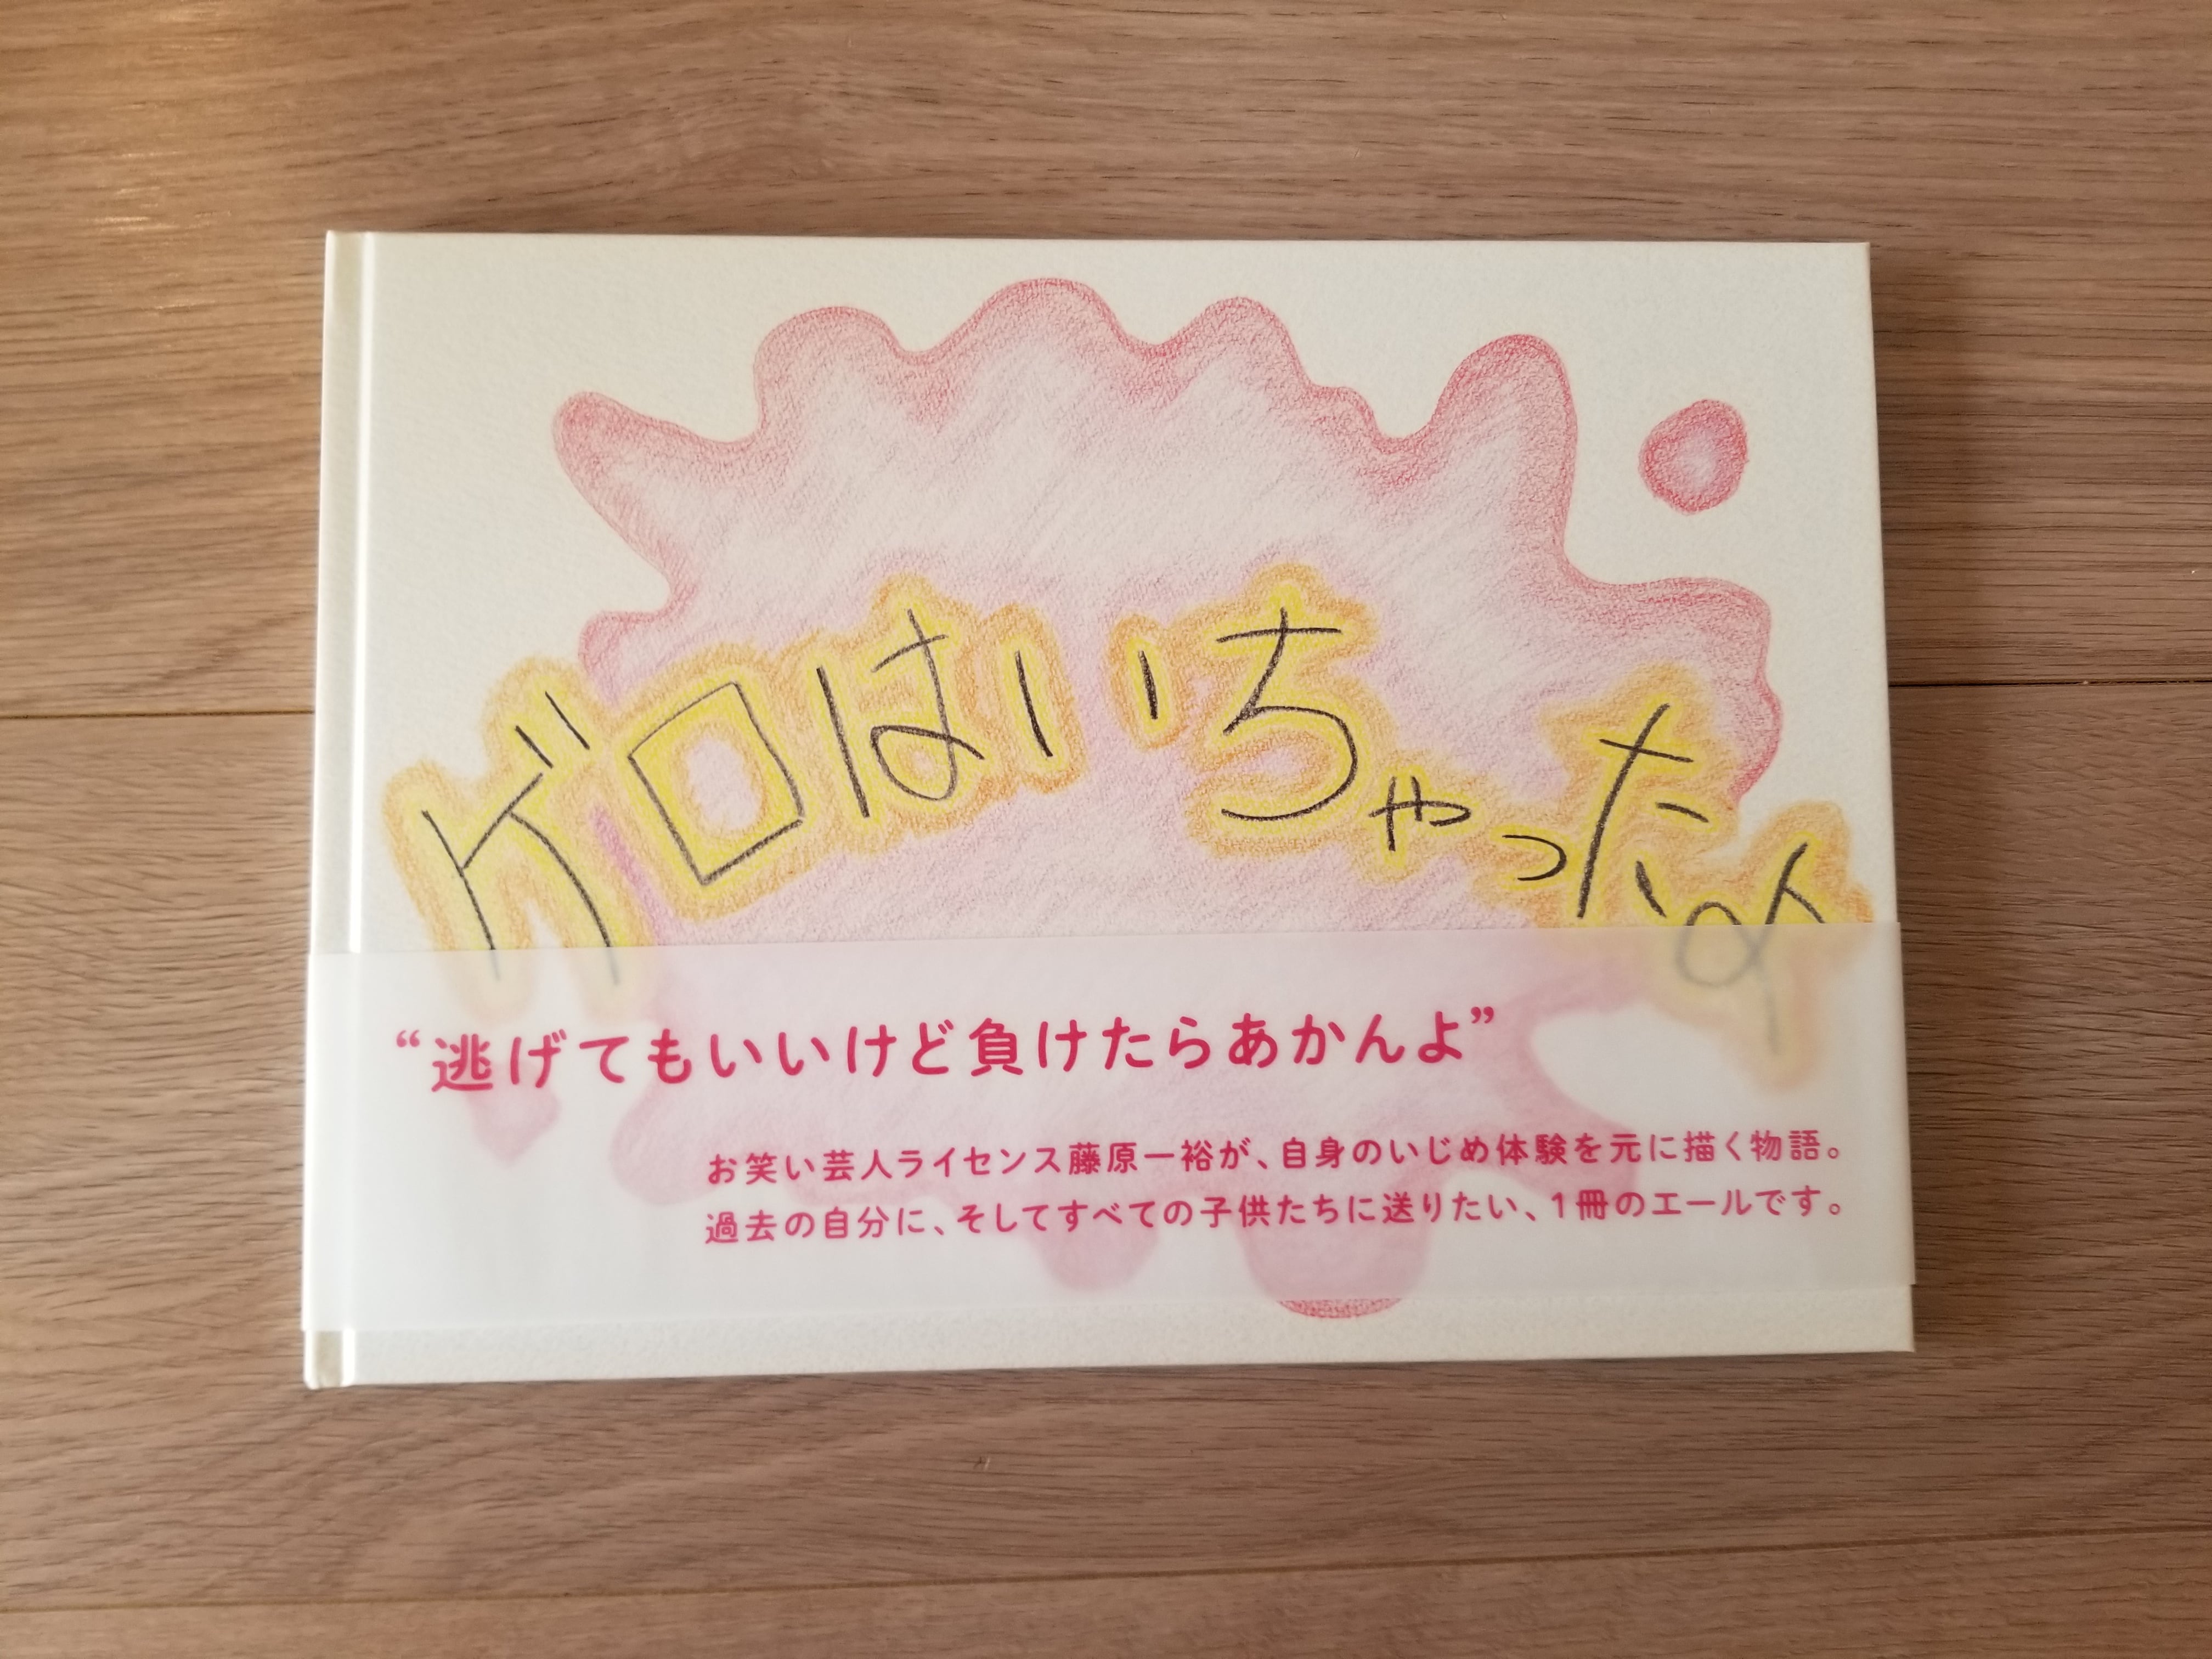 ゲロはいちゃったよ
“逃げてもいいけど負けたらあかんよ”
お笑い芸人ライセンス藤原一裕が、自身のいじめ体験を元に描く物語。
過去の自分に、そしてすべての子供たちに送りたい、1冊のエールです。